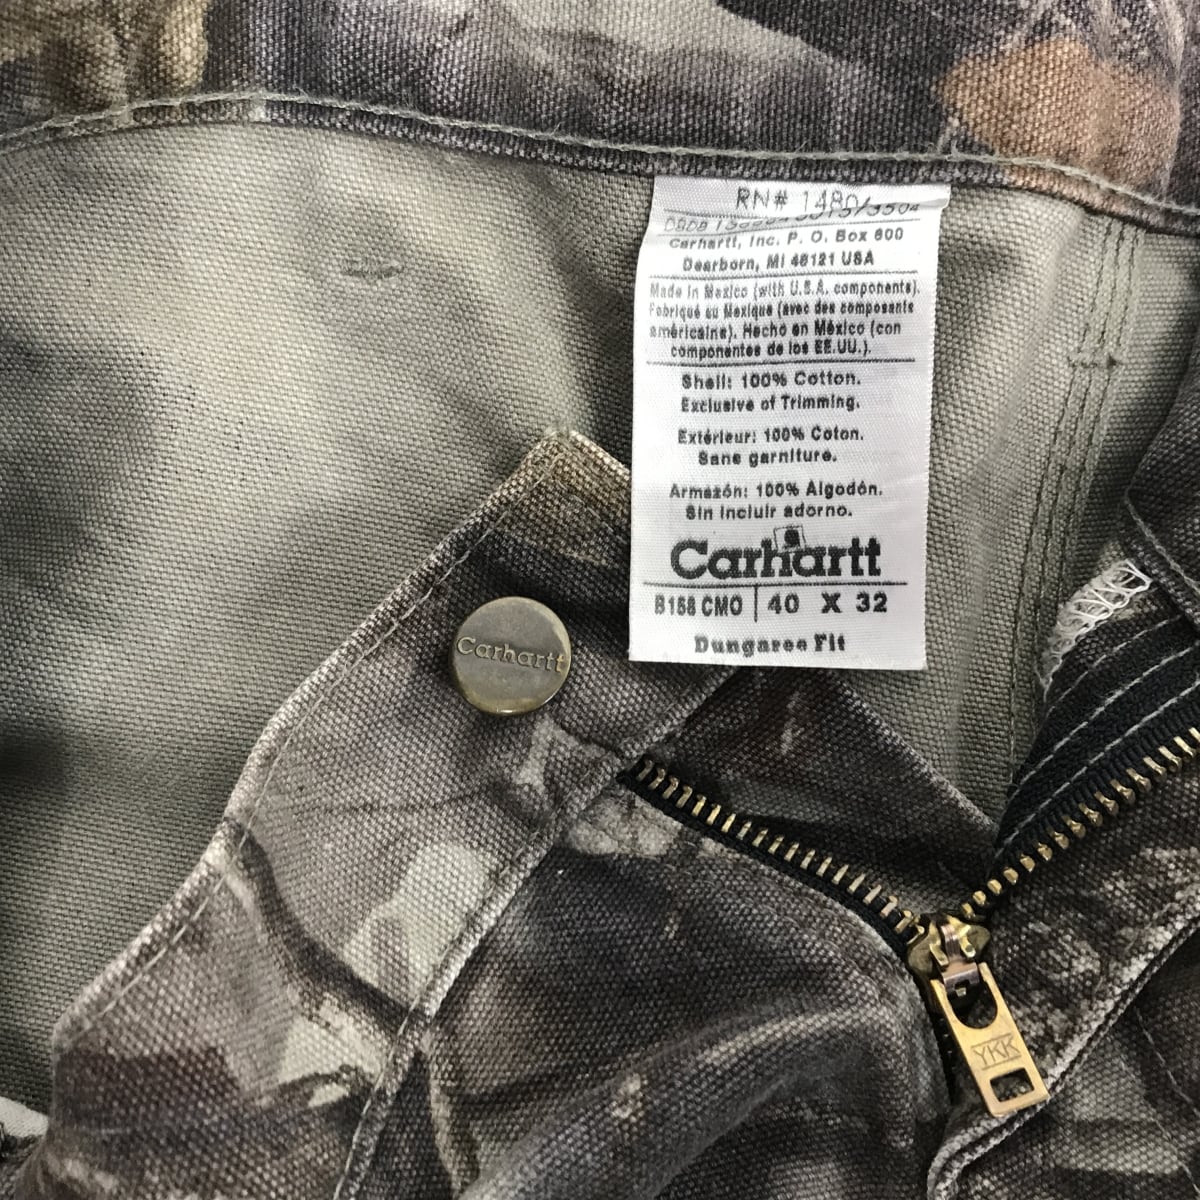 RN# 1480/3504
Carhartt, Inc. P. O. Box 600
Dearborn, MI 48121 USA
Made in Mexico (with U.S.A. components).
Fabriqué au Mexique (avec des composants
américains). Hecho en México (con
componentes de los EE.UU.).
Shell: 100% Cotton.
Exclusive of Trimming.
Extérieur: 100% Coton.
Sans garniture.
Armazón: 100% Algodón.
Sin incluir adorno.
Carhartt
B158 CMO | 40 X 32
Dungaree Fit
Carhartt
YKK